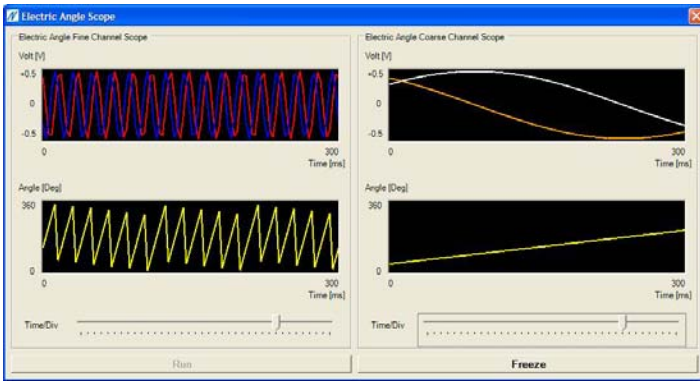 Electric Angle Scope
Electric Angle Fine Channel Scope
Volt [V]
+0.5
0
-0.5
0 300
Time [ms]
Angle [Deg]
360
0
0 300
Time [ms]
Time/Div
Run
Electric Angle Coarse Channel Scope
Volt [V]
+0.5
0
-0.5
0 300
Time [ms]
Angle [Deg]
360
0
0 300
Time [ms]
Time/Div
Freeze